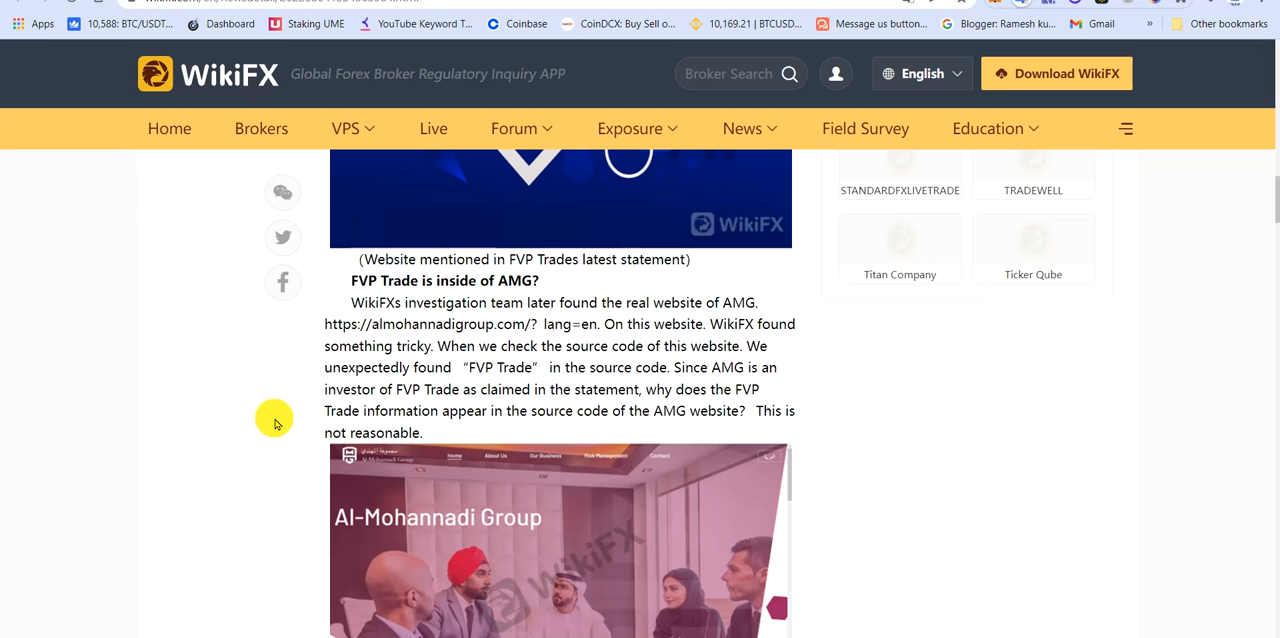 Apps
10,588: BTC/USDT...
Dashboard
Staking UME
YouTube Keyword T...
Coinbase
CoinDCX: Buy Sell o...
10,169.21 | BTCUSD...
Message us button...
Blogger: Ramesh ku...
Gmail
»
Other bookmarks
WikiFX
Global Forex Broker Regulatory Inquiry APP
Broker Search
English
Download WikiFX
Home
Brokers
VPS
Live
Forum
Exposure
News
Field Survey
Education
WikiFX
STANDARDFXLIVETRADE
TRADEWELL
Titan Company
Ticker Qube
(Website mentioned in FVP Trades latest statement)
FVP Trade is inside of AMG?
WikiFXs investigation team later found the real website of AMG.
https://almohannadigroup.com/? lang=en. On this website. WikiFX found
something tricky. When we check the source code of this website. We
unexpectedly found “FVP Trade” in the source code. Since AMG is an
investor of FVP Trade as claimed in the statement, why does the FVP
Trade information appear in the source code of the AMG website? This is
not reasonable.
Al-Mohannadi Group
Home
About Us
Our Business
Risk Management
Contact
Al-Mohannadi Group
WikiFX